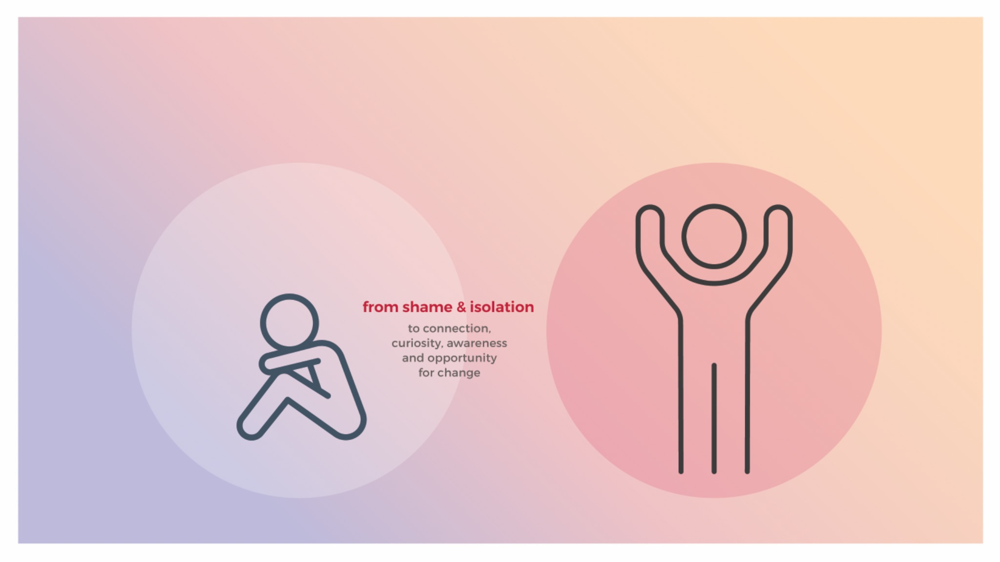 from shame & isolation
to connection,
curiosity, awareness
and opportunity
for change